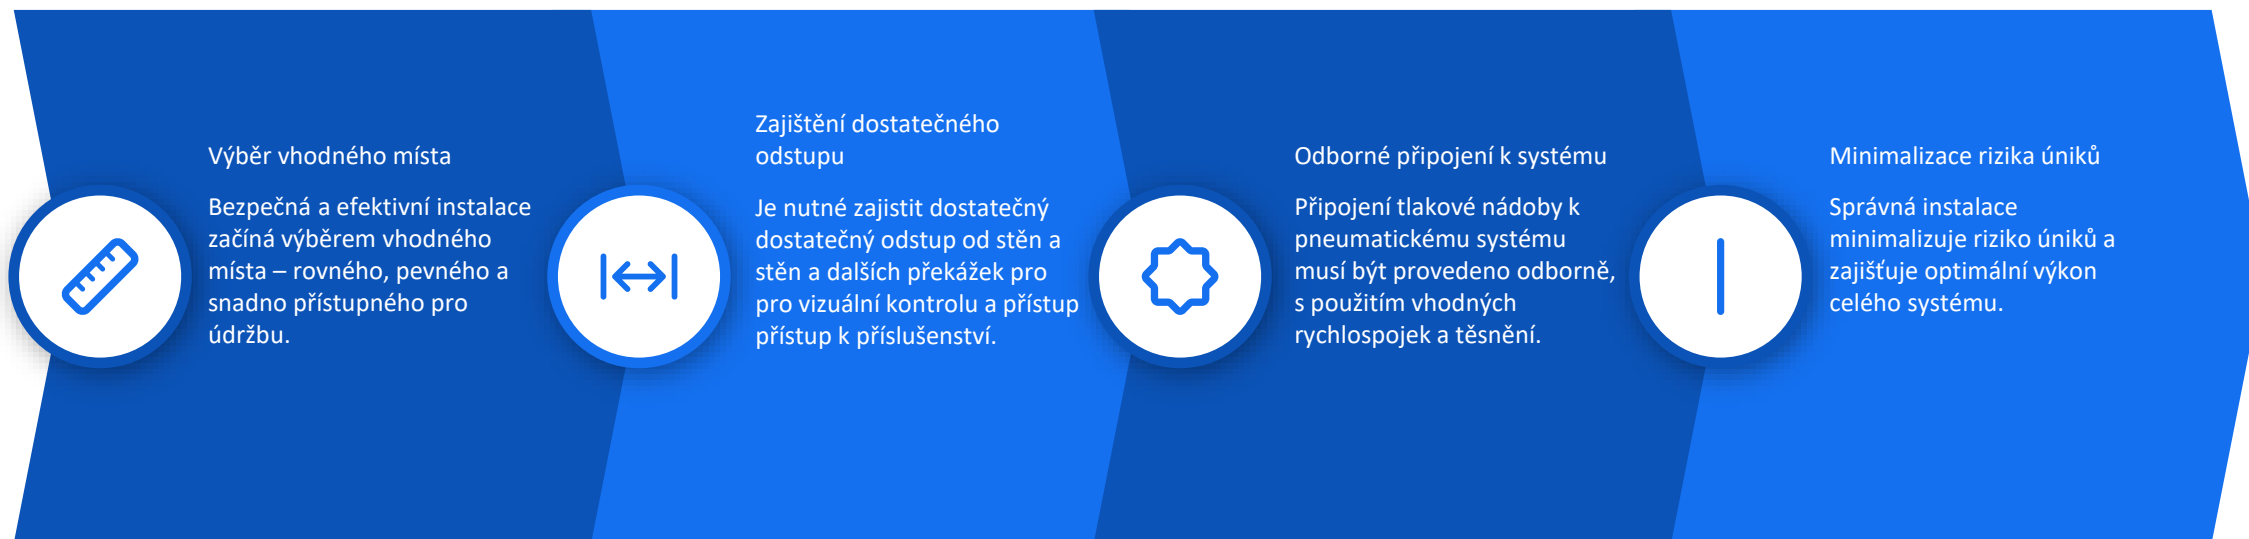 Výběr vhodného místa
Bezpečná a efektivní instalace
začíná výběrem vhodného
místa – rovného, pevného a
snadno přístupného pro
údržbu.
Zajištění dostatečného
odstupu
Je nutné zajistit dostatečný
dostatečný odstup od stěn a
stěn a dalších překážek pro
pro vizuální kontrolu a přístup
přístup k příslušenství.
Odborné připojení k systému
Připojení tlakové nádoby k
pneumatickému systému
musí být provedeno odborně,
s použitím vhodných
rychlospojek a těsnění.
Minimalizace rizika úniků
Správná instalace
minimalizuje riziko úniků a
zajišťuje optimální výkon
celého systému.